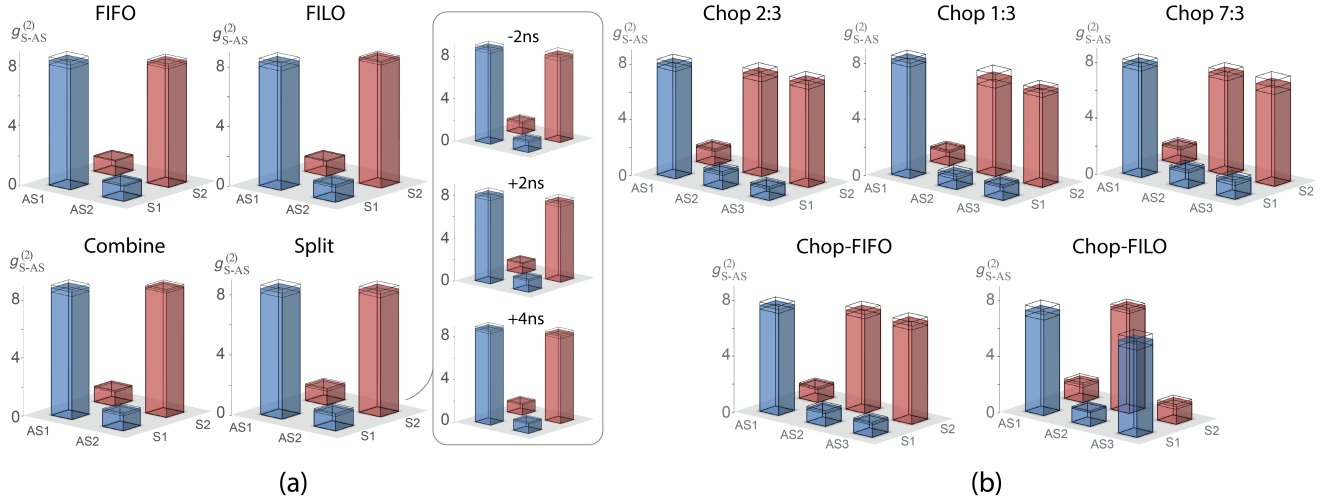 FIFO
g(2)S-AS
8
4
0
AS1
AS2
S1
S2
FILO
g(2)S-AS
8
4
0
AS1
AS2
S1
S2
Combine
g(2)S-AS
8
4
0
AS1
AS2
S1
S2
Split
g(2)S-AS
8
4
0
AS1
AS2
S1
S2
-2ns
8
4
0
+2ns
8
4
0
+4ns
8
4
0
(a)
Chop 2:3
g(2)S-AS
8
4
0
AS1
AS2
AS3
S1
S2
Chop 1:3
8
4
0
AS1
AS2
AS3
S1
S2
Chop 7:3
8
4
0
AS1
AS2
AS3
S1
S2
Chop-FIFO
g(2)S-AS
8
4
0
AS1
AS2
AS3
S1
S2
Chop-FILO
g(2)S-AS
8
4
0
AS1
AS2
AS3
S1
S2
(b)